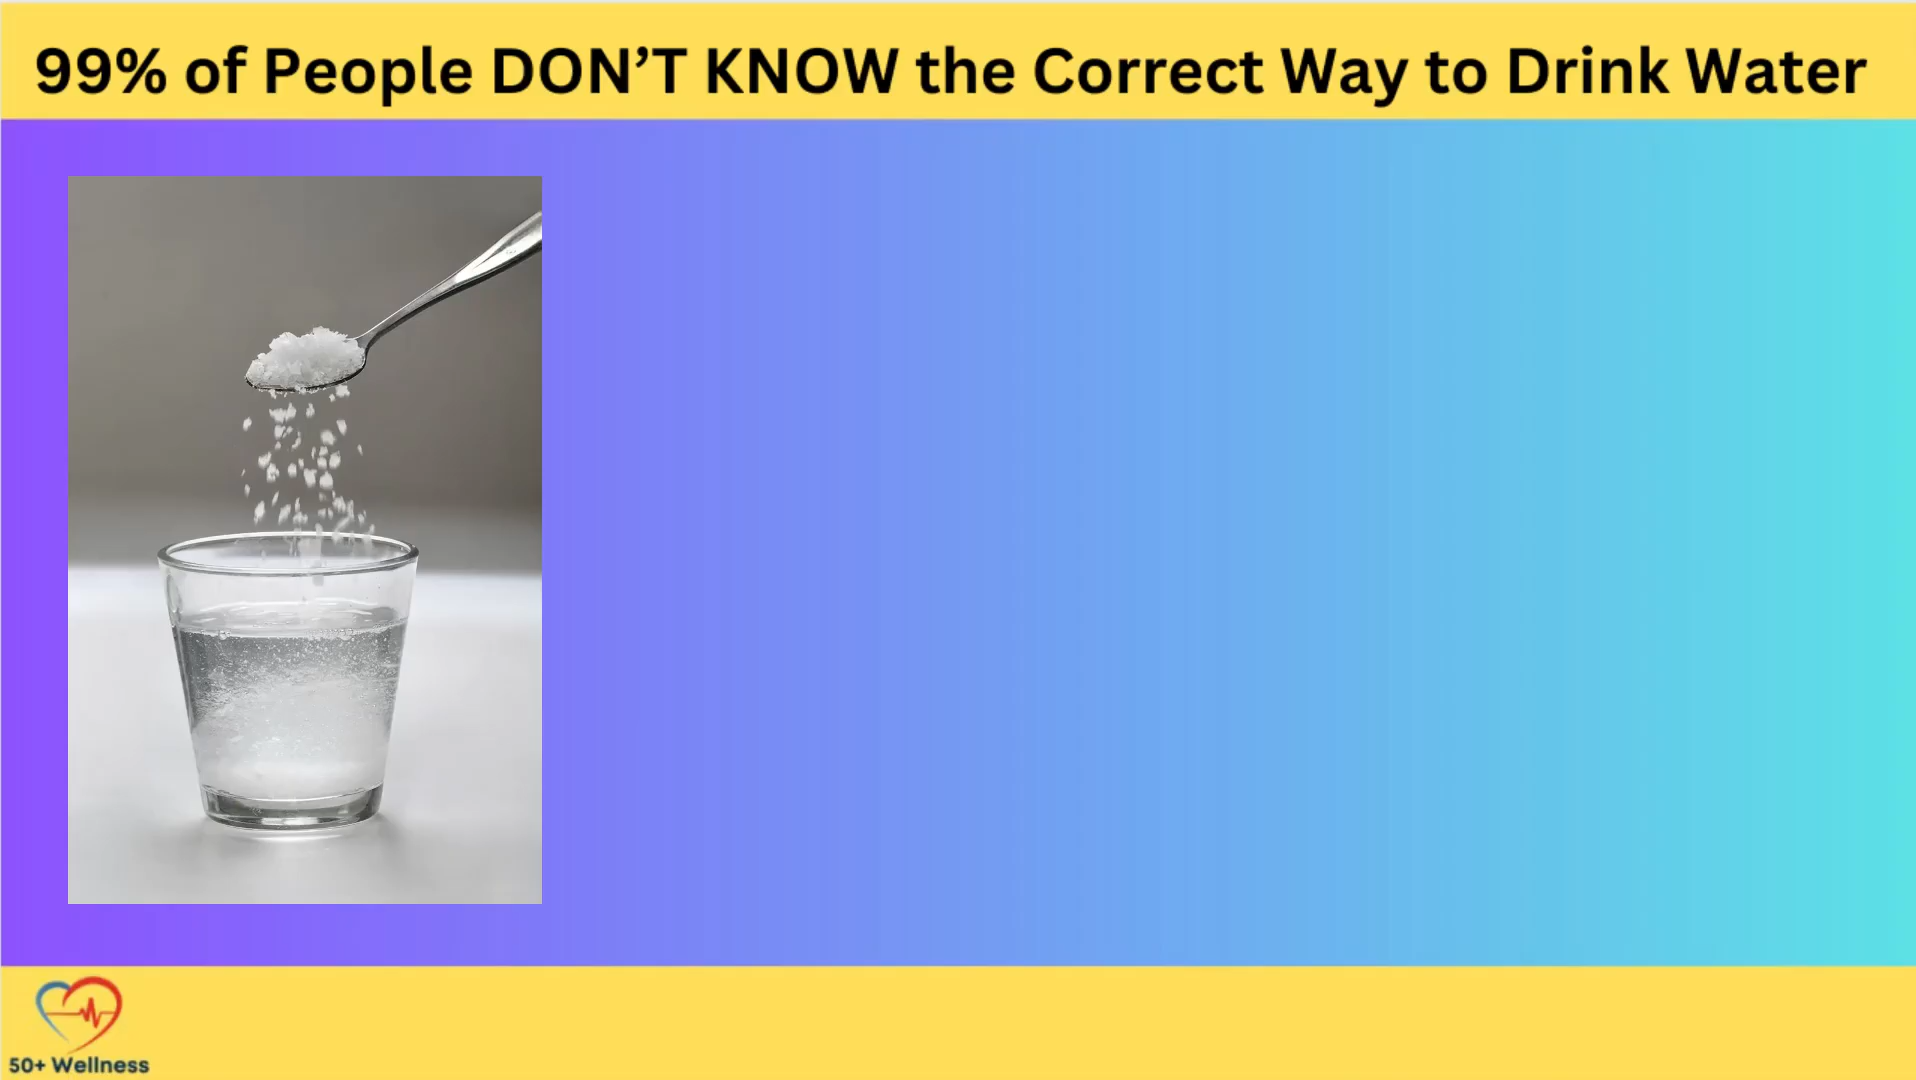 99% of People DON’T KNOW the Correct Way to Drink Water
50+ Wellness